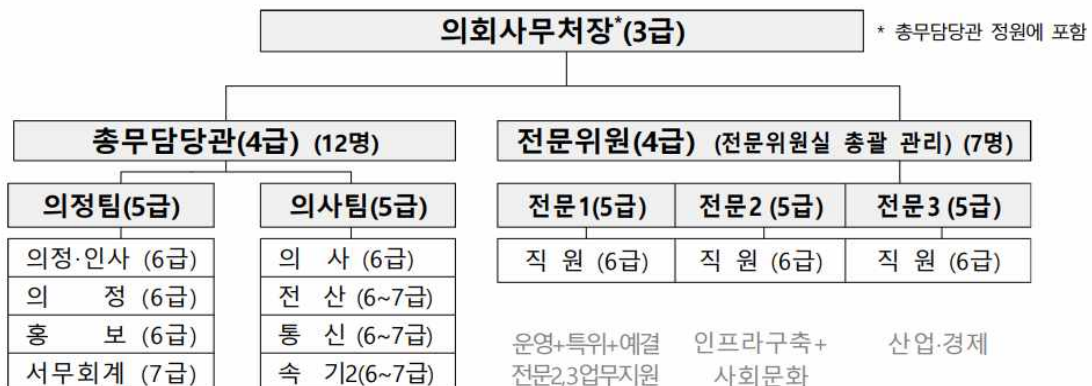 의회사무처장*(3급)
* 총무담당관 정원에 포함
총무담당관(4급) (12명)
전문위원(4급) (전문위원실 총괄 관리) (7명)
의정팀(5급)
의사팀(5급)
전문1(5급)
전문2 (5급)
전문3 (5급)
의정·인사 (6급)
의 정 (6급)
홍 보 (6급)
서무회계 (7급)
의 사 (6급)
전 산 (6~7급)
통 신 (6~7급)
속 기2(6~7급)
직 원 (6급)
직 원 (6급)
직 원 (6급)
운영+특위+예결
전문2,3업무지원
인프라구축+
사회문화
산업·경제